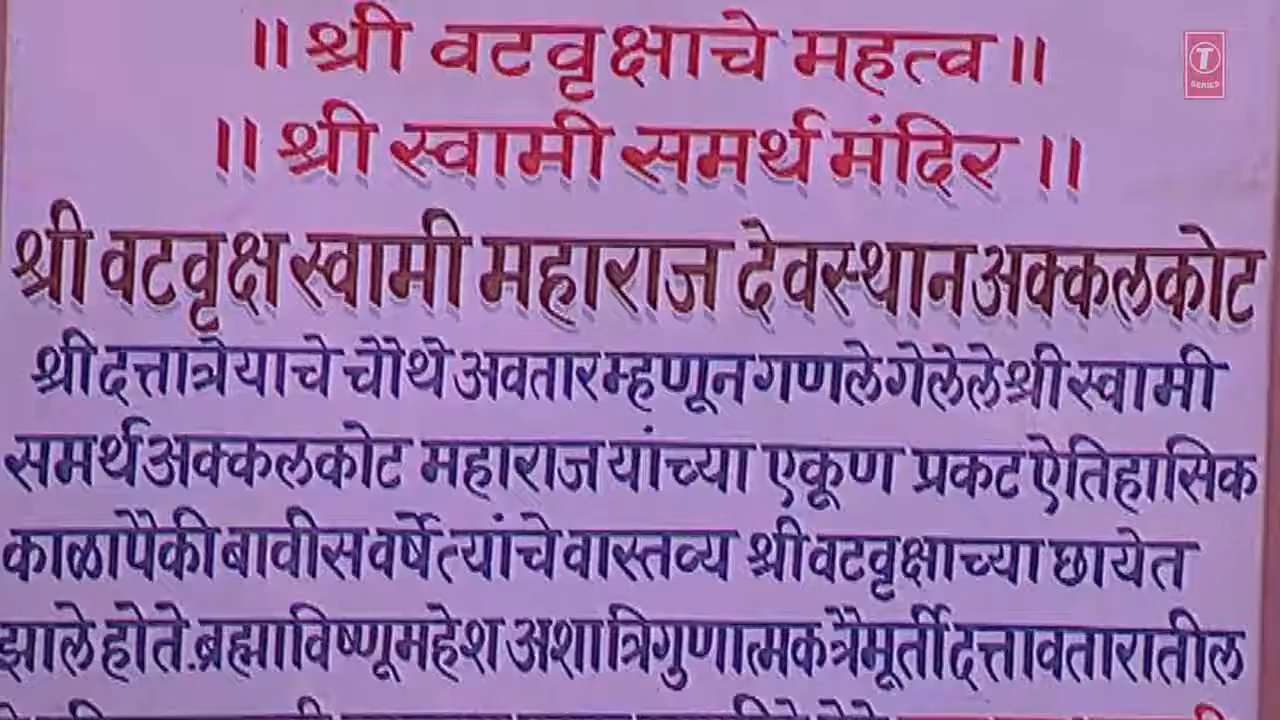 ॥ श्री वटवृक्षाचे महत्व ॥
T
SERIES
॥ श्री स्वामी समर्थ मंदिर ॥
श्री वटवृक्ष स्वामी महाराज देवस्थान अक्कलकोट
श्री दत्तात्रेयाचे चौथे अवतार म्हणून गणले गेलेले श्री स्वामी
समर्थ अक्कलकोट महाराज यांच्या एकूण प्रकट ऐतिहासिक
काळापैकी बावीस वर्षे त्यांचे वास्तव्य श्री वटवृक्षाच्या छायेत
झाले होते. ब्रह्मा विष्णू महेश अशा त्रिगुणात्मक त्रैमूर्ती दत्तावतारातील